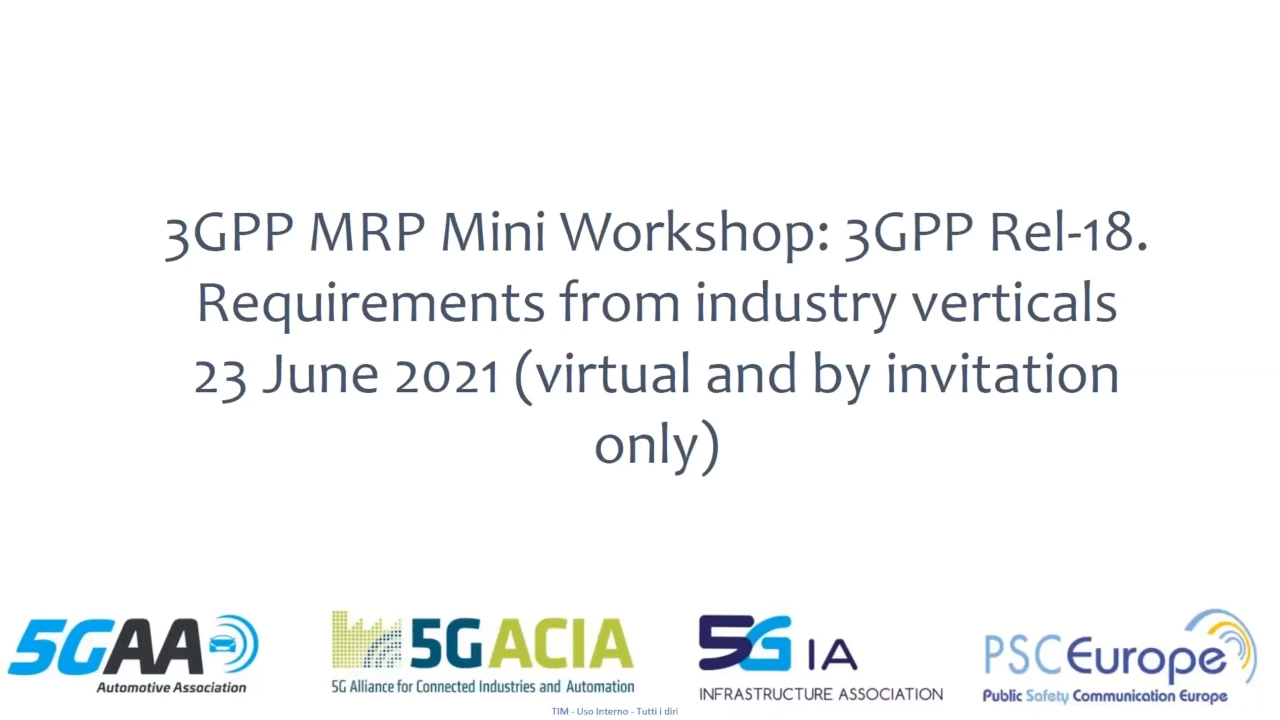 3GPP MRP Mini Workshop: 3GPP Rel-18.
Requirements from industry verticals
23 June 2021 (virtual and by invitation
only)
5GAA
Automotive Association
5G ACIA
5G Alliance for Connected Industries and Automation
5G IA
INFRASTRUCTURE ASSOCIATION
PSCEurope
Public Safety Communication Europe
TIM - Uso Interno - Tutti i diri